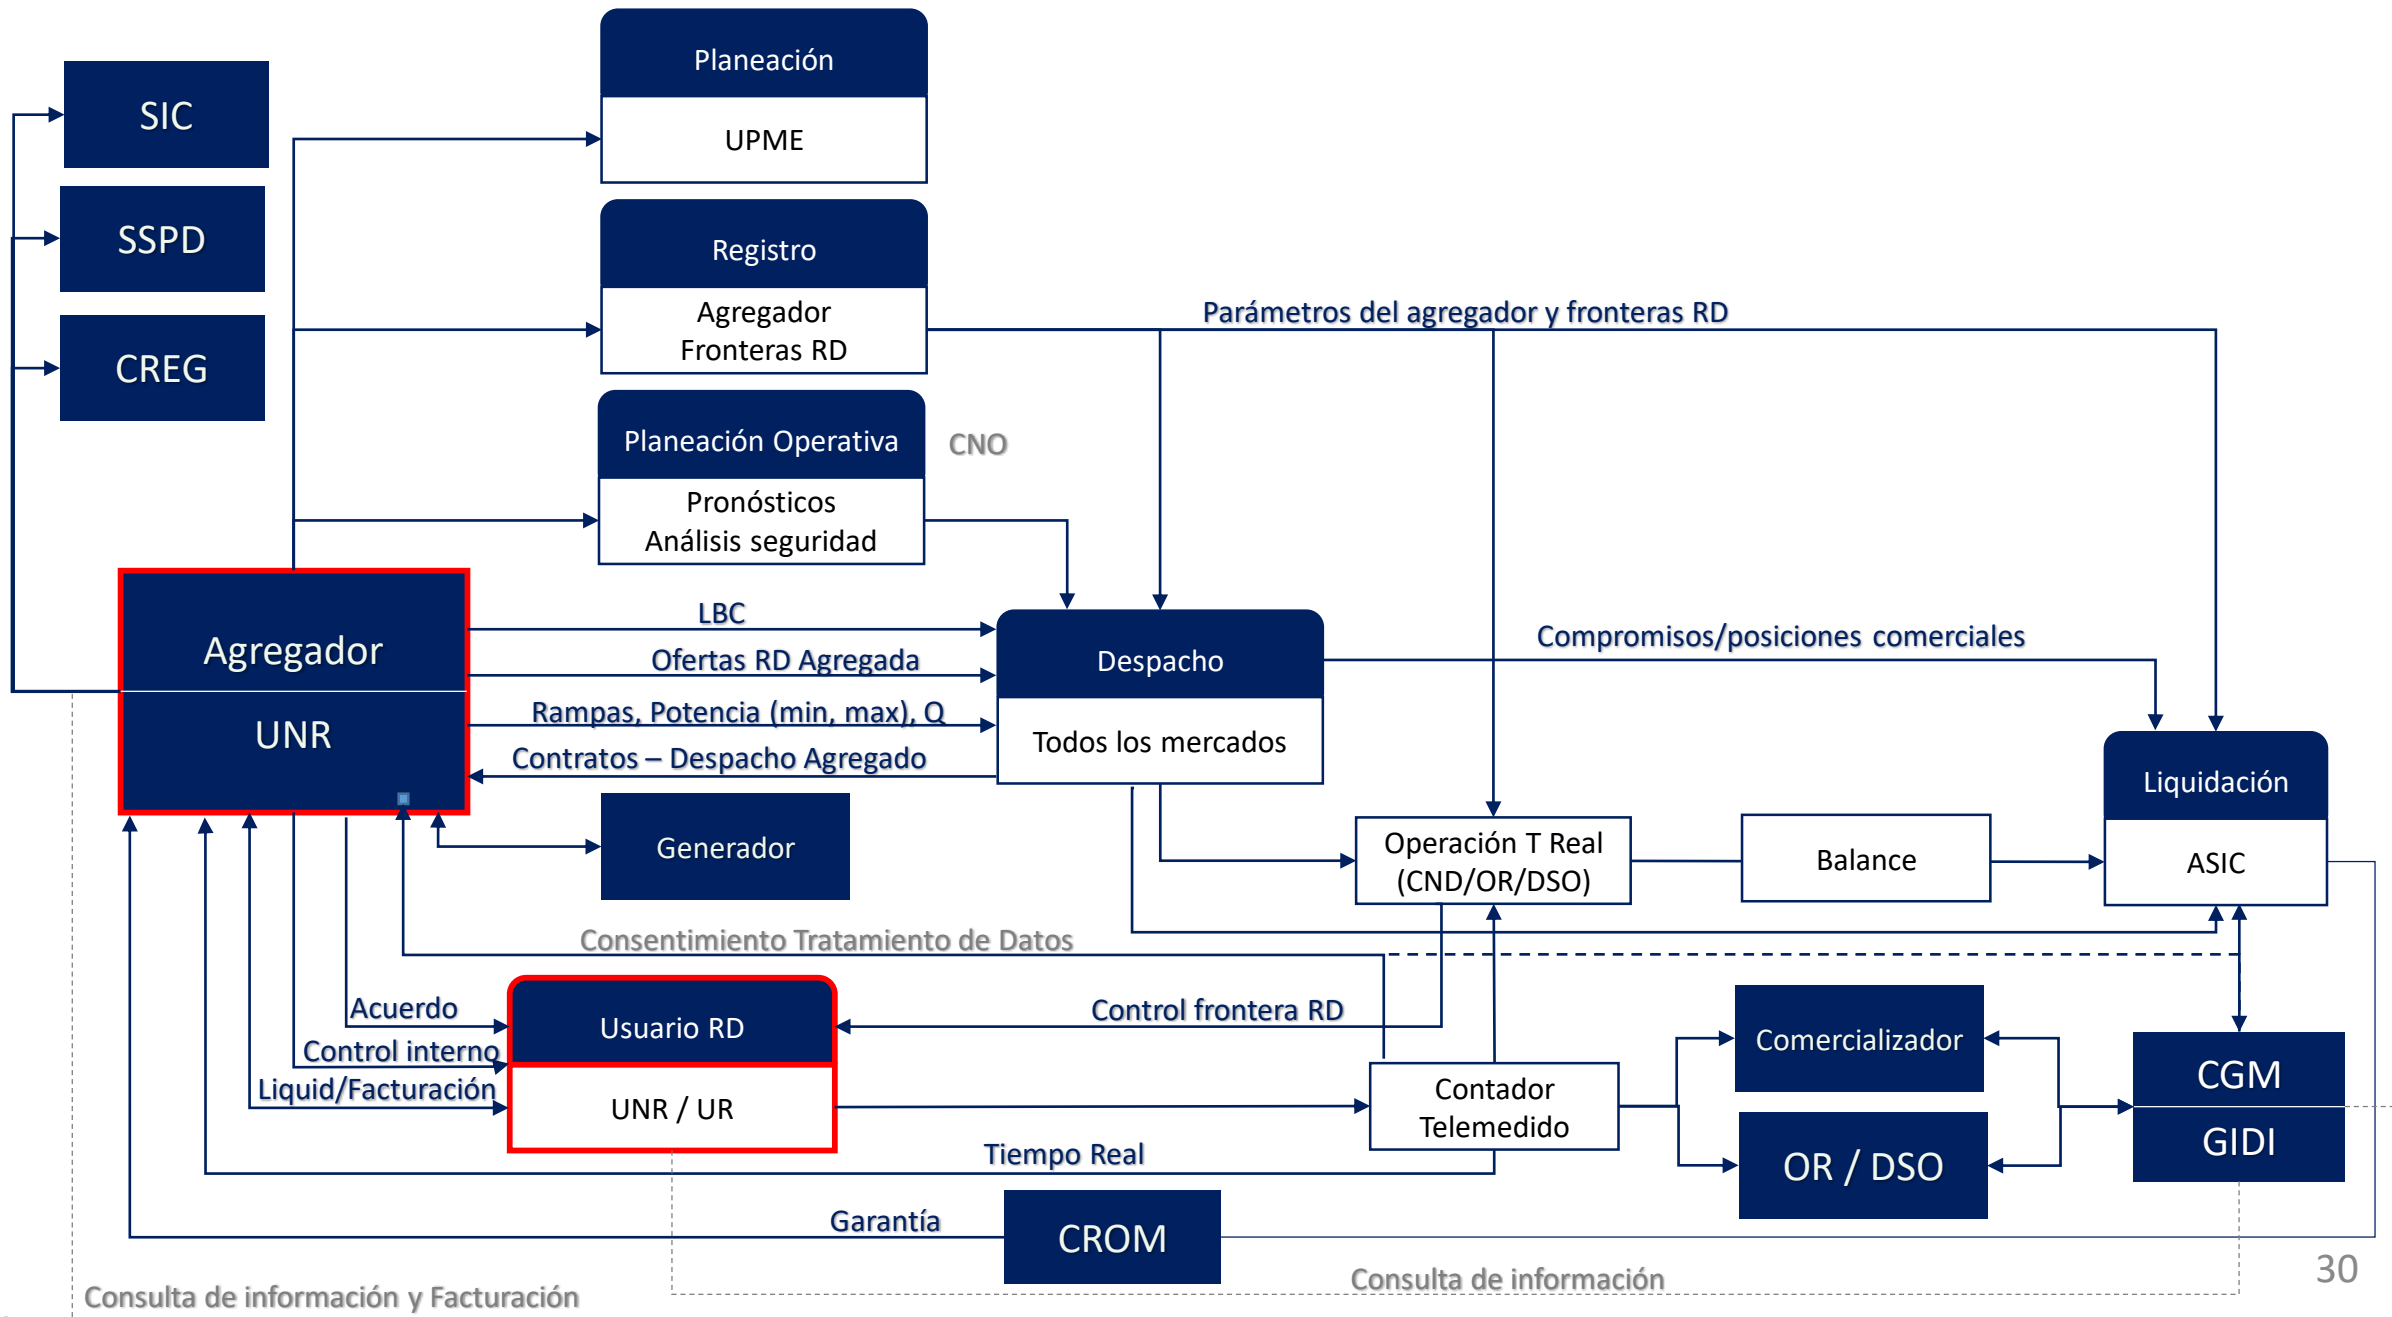 Planeación
UPME
SIC
SSPD
CREG
Registro
Agregador
Fronteras RD
Parámetros del agregador y fronteras RD
Planeación Operativa
CNO
Pronósticos
Análisis seguridad
Agregador
UNR
LBC
Ofertas RD Agregada
Rampas, Potencia (min, max), Q
Contratos – Despacho Agregado
Despacho
Todos los mercados
Compromisos/posiciones comerciales
Liquidación
ASIC
Generador
Operación T Real
(CND/OR/DSO)
Balance
Consentimiento Tratamiento de Datos
Acuerdo
Control interno
Liquid/Facturación
Usuario RD
UNR / UR
Control frontera RD
Contador
Telemedido
Comercializador
OR / DSO
CGM
GIDI
Tiempo Real
Garantía
CROM
Consulta de información
30
Consulta de información y Facturación